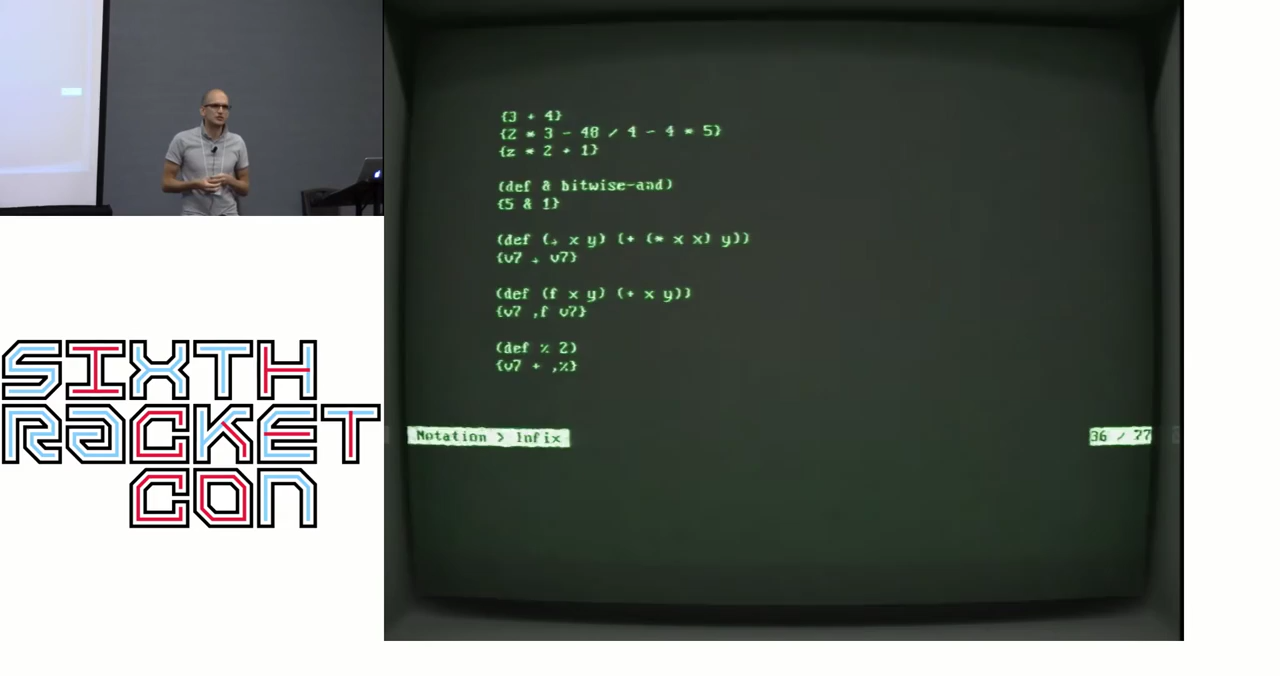 SIXTH
RACKET
CON
{3 + 4}
{2 * 3 - 48 / 4 - 4 * 5}
{z * 2 + 1}
(def & bitwise-and)
{5 & 1}
(def (+ x y) (+ (* x x) y))
{v7 + v7}
(def (f x y) (+ x y))
{v7 ,f v7}
(def % 2)
{v7 + ,%}
Notation > Infix
36 / 77